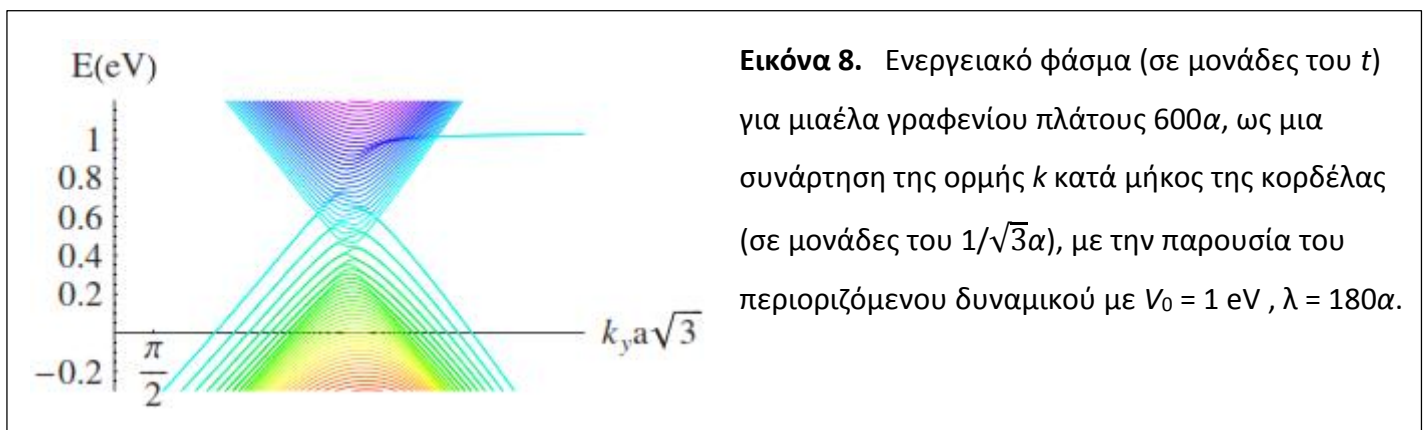 E(eV)
1
0.8
0.6
0.4
0.2
−0.2
π
2
k_y a√3
Εικόνα 8. Ενεργειακό φάσμα (σε μονάδες του t)
για μιαέλα γραφενίου πλάτους 600α, ως μια
συνάρτηση της ορμής k κατά μήκος της κορδέλας
(σε μονάδες του 1/√3α), με την παρουσία του
περιοριζόμενου δυναμικού με V₀ = 1 eV , λ = 180α.